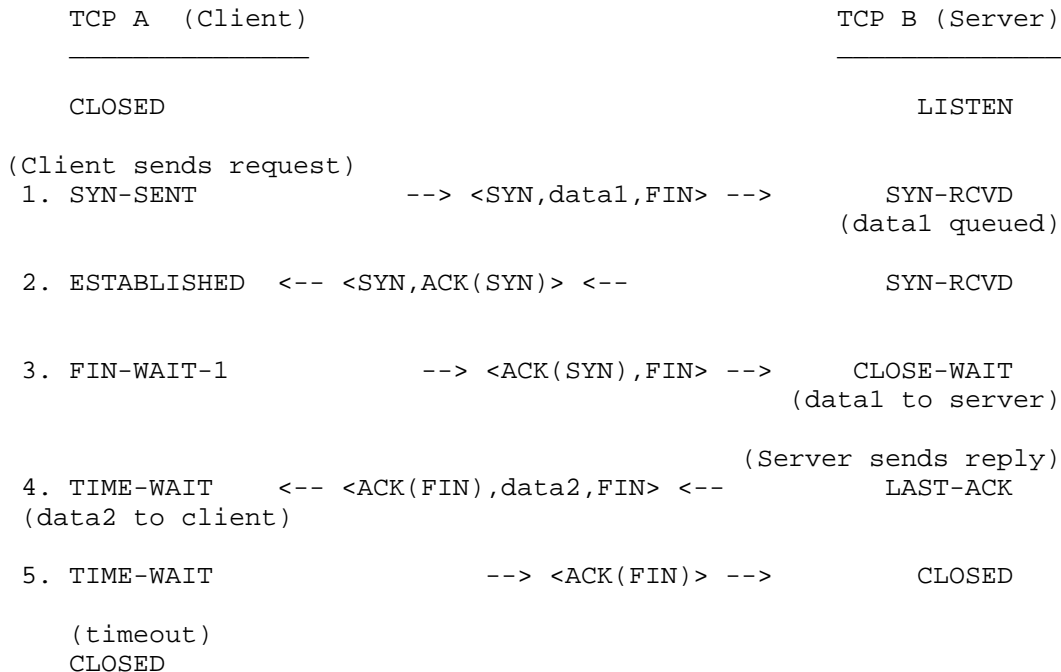 TCP A  (Client)                                 TCP B (Server)
_______________                                 ______________
CLOSED                                               LISTEN
(Client sends request)
1. SYN-SENT             --> <SYN,data1,FIN> -->       SYN-RCVD
(data1 queued)
2. ESTABLISHED  <-- <SYN,ACK(SYN)> <--                SYN-RCVD
3. FIN-WAIT-1            --> <ACK(SYN),FIN> -->     CLOSE-WAIT
(data1 to server)
(Server sends reply)
4. TIME-WAIT    <-- <ACK(FIN),data2,FIN> <--          LAST-ACK
(data2 to client)
5. TIME-WAIT                 --> <ACK(FIN)> -->         CLOSED
(timeout)
CLOSED